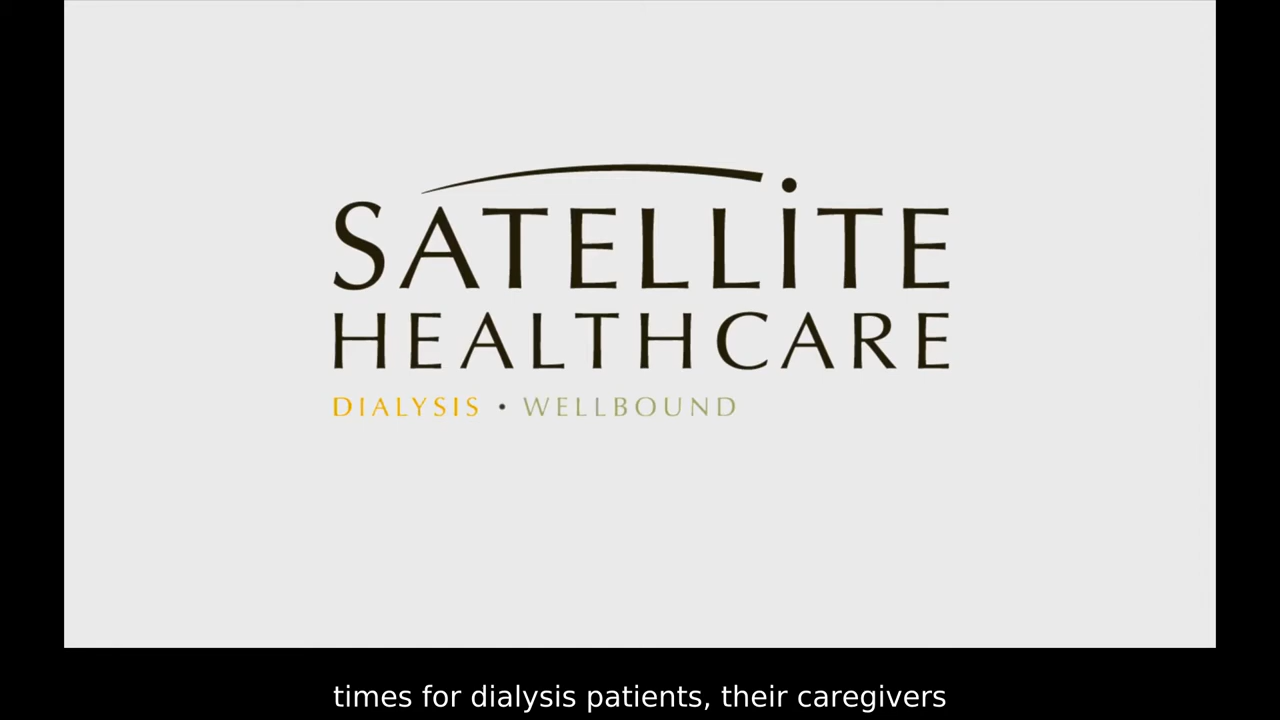 SATELLITE
HEALTHCARE
DIALYSIS • WELLBOUND
times for dialysis patients, their caregivers